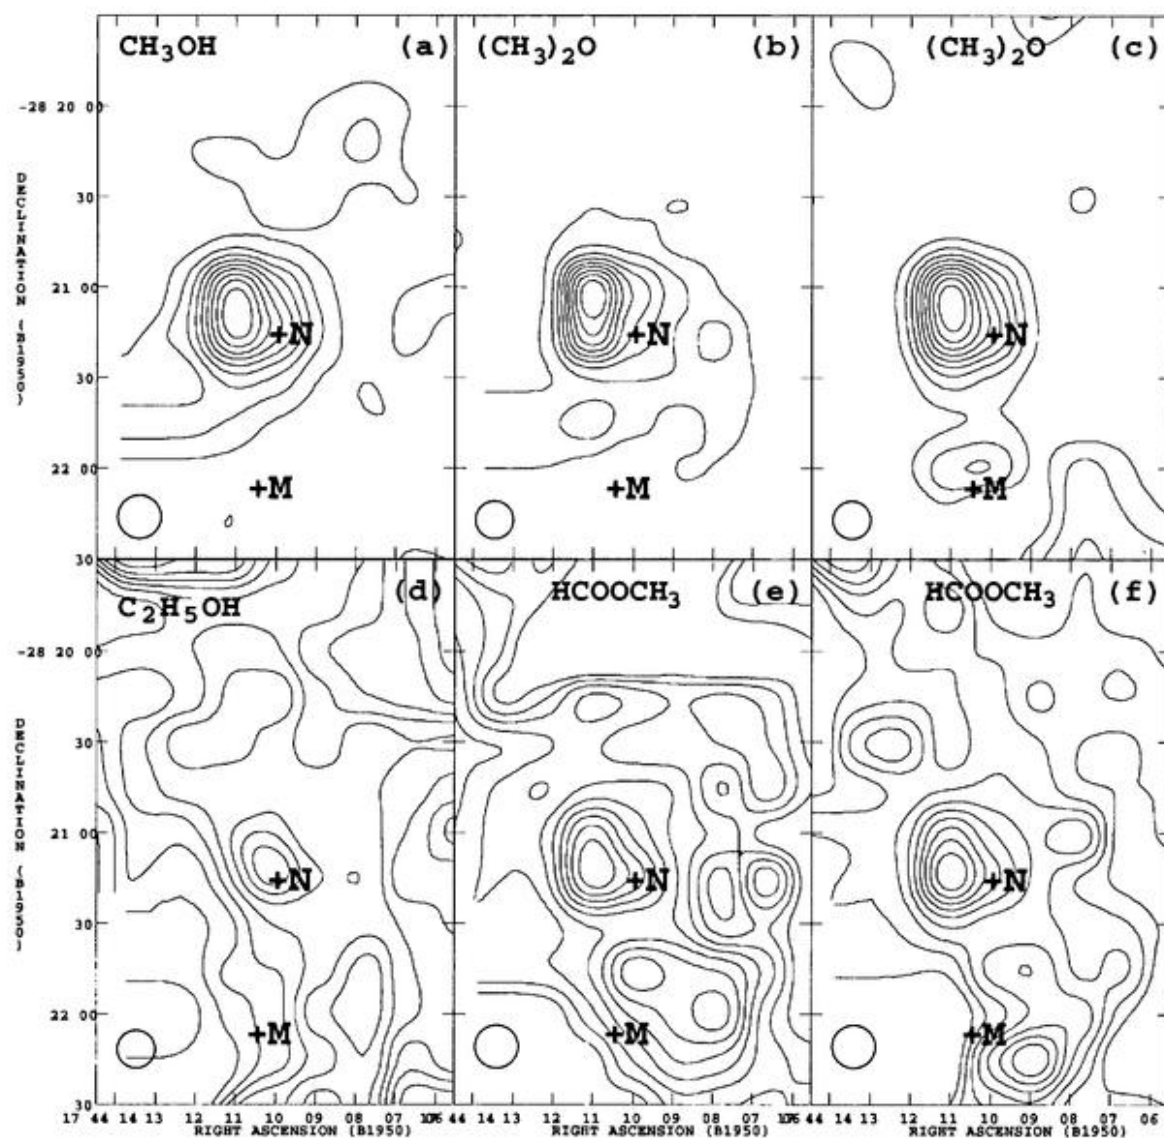 CH3OH (a)
(CH3)2O (b)
(CH3)2O (c)
-28 20 00
30
21 00
30
22 00
30
DECLINATION (B1950)
+N
+M
+N
+M
+N
+M
C2H5OH (d)
HCOOCH3 (e)
HCOOCH3 (f)
-28 20 00
30
21 00
30
22 00
30
DECLINATION (B1950)
+N
+M
+N
+M
+N
+M
17 44 14 13 12 11 10 09 08 07 44 14 13 12 11 10 09 08 07 44 14 13 12 11 10 09 08 07 06
RIGHT ASCENSION (B1950) RIGHT ASCENSION (B1950) RIGHT ASCENSION (B1950)